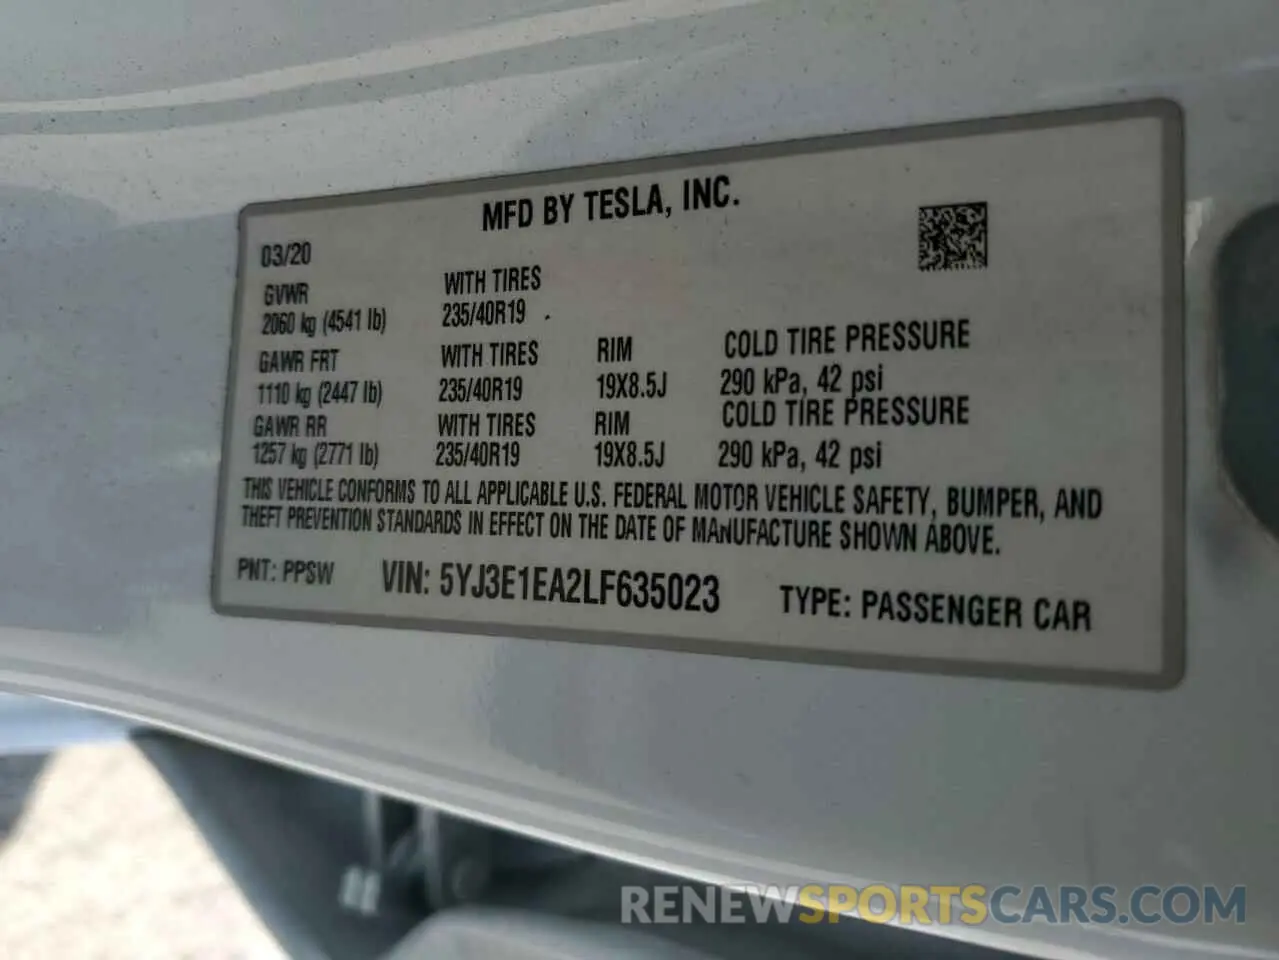 MFD BY TESLA, INC.
03/20
GVWR WITH TIRES
2060 kg (4541 lb) 235/40R19
GAWR FRT WITH TIRES RIM COLD TIRE PRESSURE
1110 kg (2447 lb) 235/40R19 19X8.5J 290 kPa, 42 psi
GAWR RR WITH TIRES RIM COLD TIRE PRESSURE
1257 kg (2771 lb) 235/40R19 19X8.5J 290 kPa, 42 psi
THIS VEHICLE CONFORMS TO ALL APPLICABLE U.S. FEDERAL MOTOR VEHICLE SAFETY, BUMPER, AND
THEFT PREVENTION STANDARDS IN EFFECT ON THE DATE OF MANUFACTURE SHOWN ABOVE.
PNT: PPSW VIN: 5YJ3E1EA2LF635023 TYPE: PASSENGER CAR
RENEWSPORTSCARS.COM